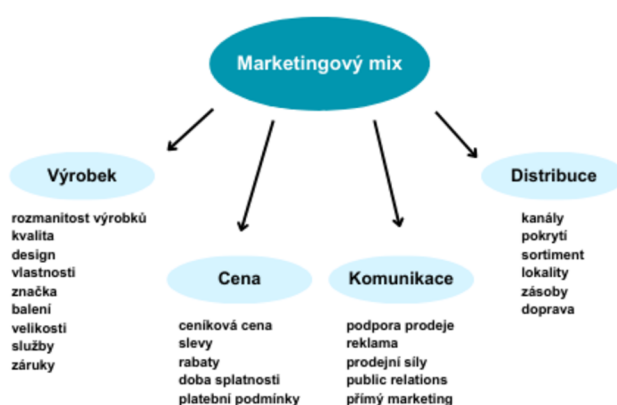 Marketingový mix
Výrobek
rozmanitost výrobků
kvalita
design
vlastnosti
značka
balení
velikosti
služby
záruky
Cena
ceníková cena
slevy
rabaty
doba splatnosti
platební podmínky
Komunikace
podpora prodeje
reklama
prodejní síly
public relations
přímý marketing
Distribuce
kanály
pokrytí
sortiment
lokality
zásoby
doprava